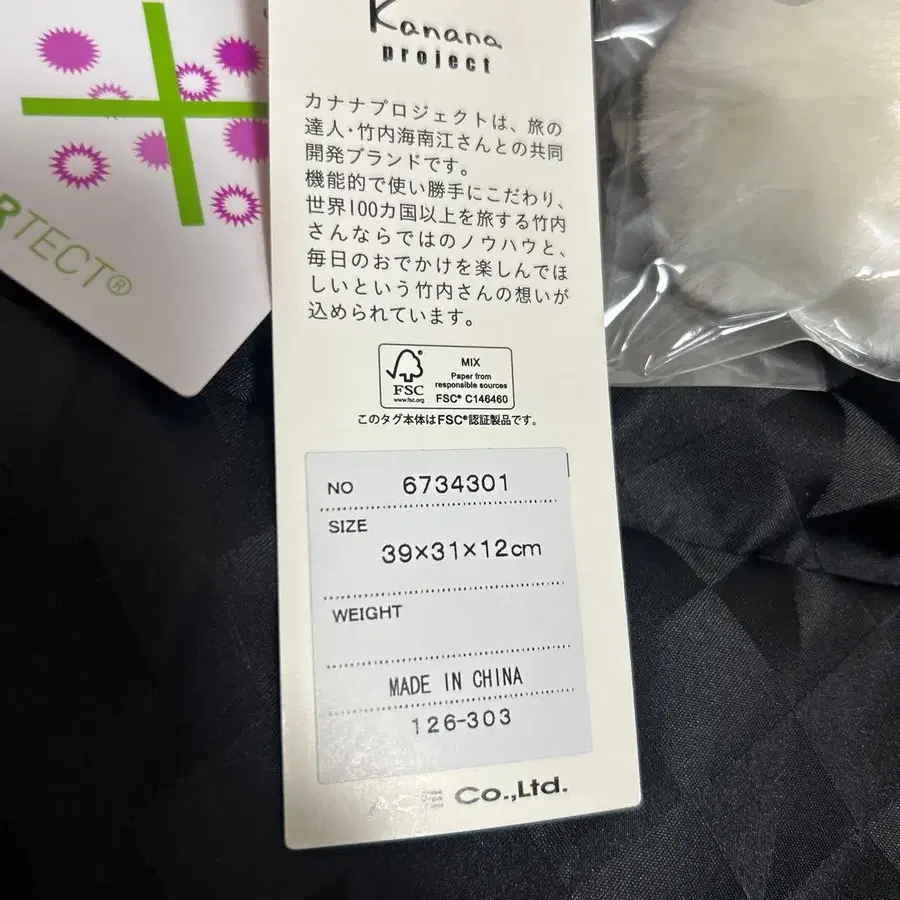 Kanana
project
カナナプロジェクトは、旅の
達人・竹内海南江さんとの共同
開発ブランドです。
機能的で使い勝手にこだわり、
世界100カ国以上を旅する竹内
さんならではのノウハウと、
毎日のおでかけを楽しんでほ
しいという竹内さんの想いが
込められています。
FSC
www.fsc.org
MIX
Paper from
responsible sources
FSC® C146460
このタグ本体はFSC®認証製品です。
NO 6734301
SIZE
39×31×12cm
WEIGHT
MADE IN CHINA
126-303
ACE Co.,Ltd.
RTECT®